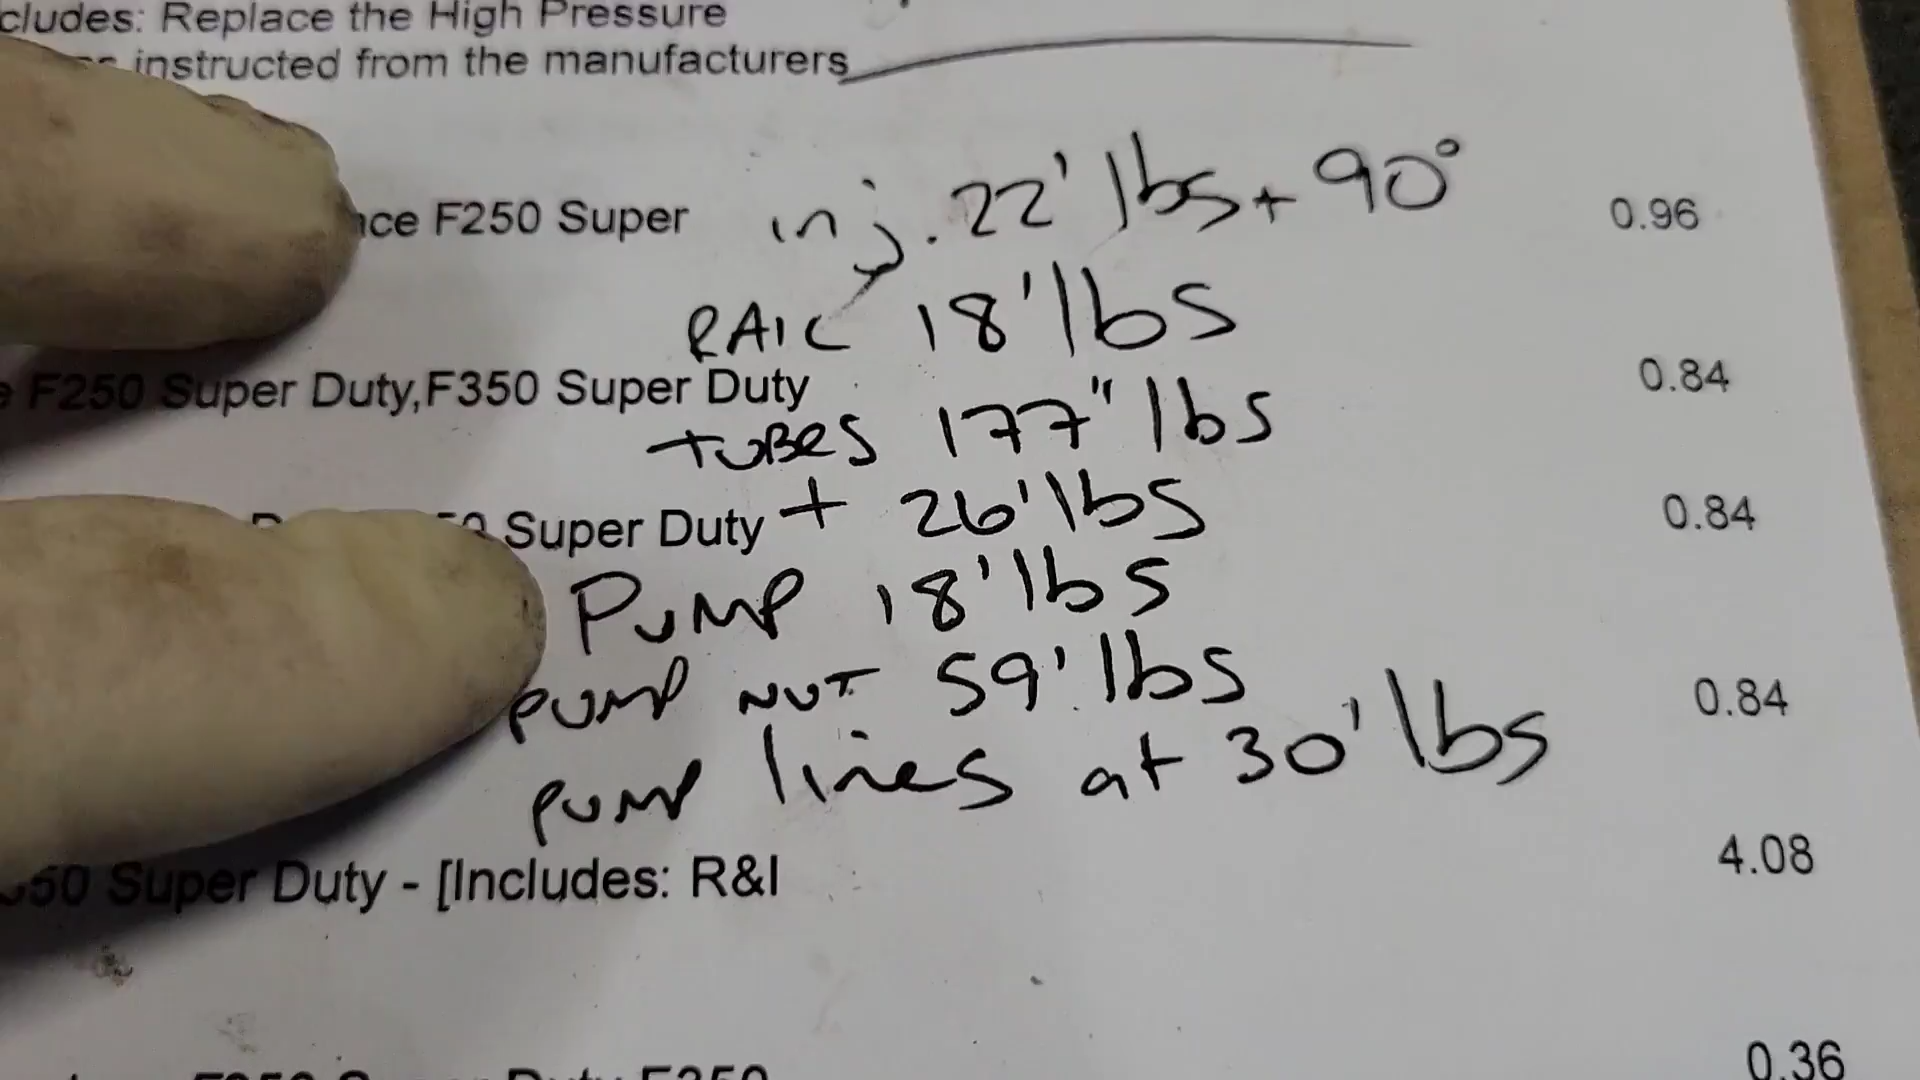 cludes: Replace the High Pressure
instructed from the manufacturers
ce F250 Super inj. 22' lbs + 90° 0.96
RAIL 18' lbs
F250 Super Duty,F350 Super Duty 0.84
TUBES 177" lbs
Super Duty + 26' lbs 0.84
PUMP 18' lbs
PUMP NUT 59' lbs 0.84
PUMP lines at 30' lbs
50 Super Duty - [Includes: R&I 4.08
0.36